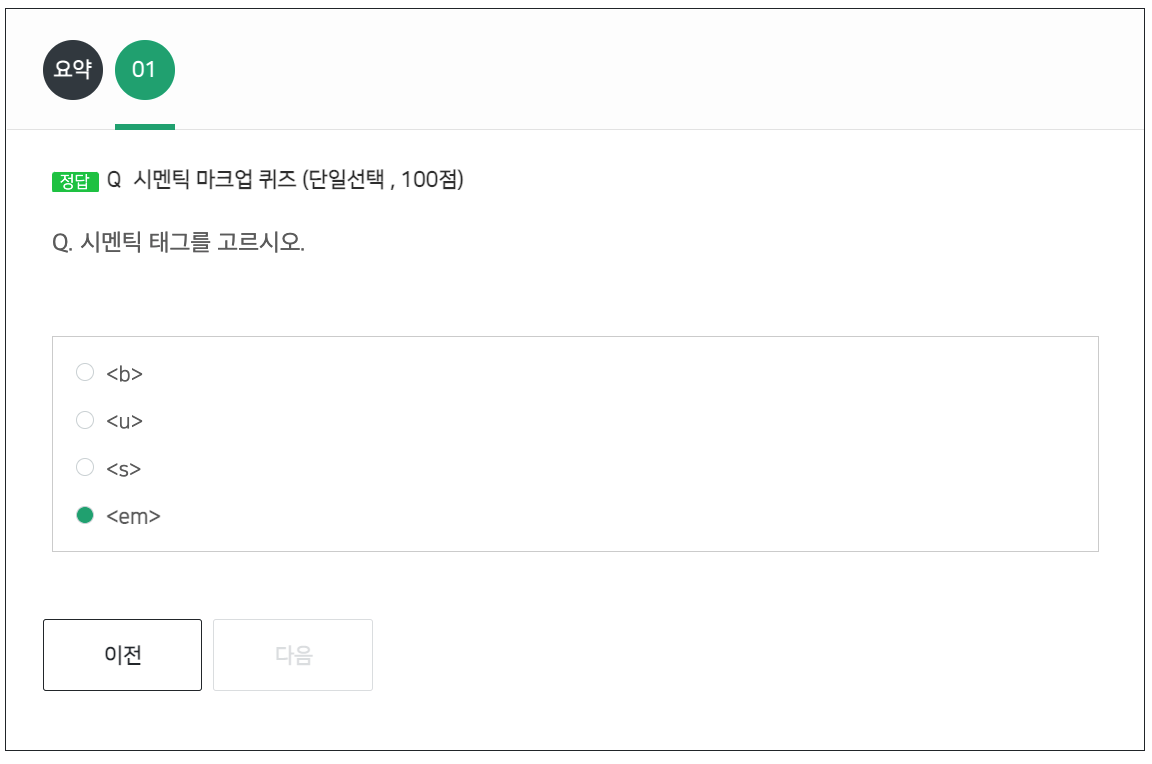 요약 01
정답 Q 시멘틱 마크업 퀴즈 (단일선택 , 100점)
Q. 시멘틱 태그를 고르시오.
<b>
<u>
<s>
<em>
이전 다음